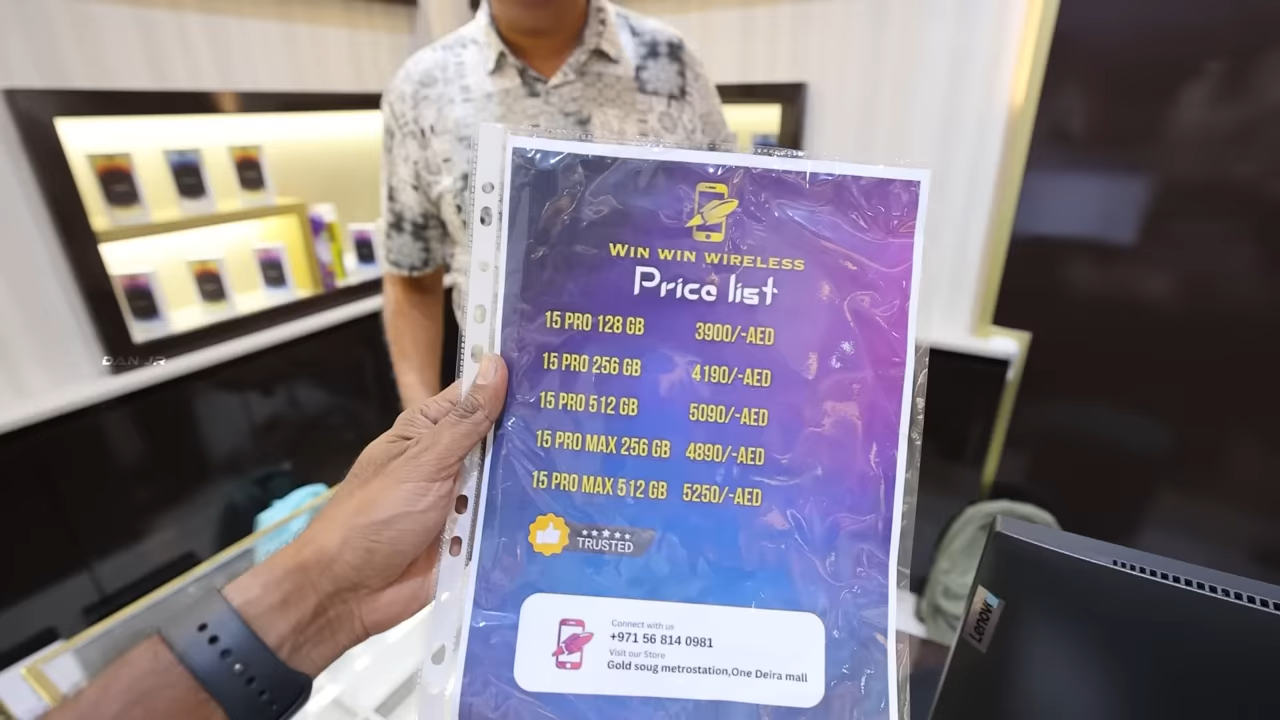 WIN WIN WIRELESS
Price list
15 PRO 128 GB 3900/-AED
15 PRO 256 GB 4190/-AED
15 PRO 512 GB 5090/-AED
15 PRO MAX 256 GB 4890/-AED
15 PRO MAX 512 GB 5250/-AED
TRUSTED
Connect with us
+971 56 814 0981
Visit our Store
Gold soug metrostation,One Deira mall
DAN JR
Lenovo